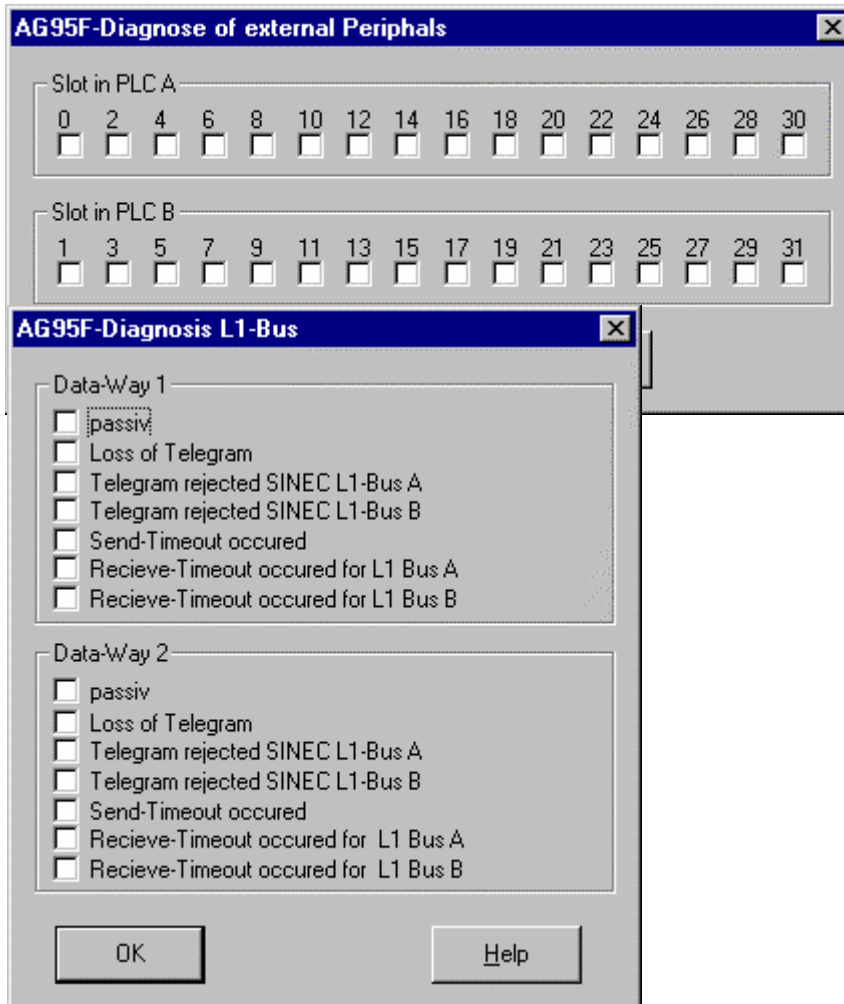 AG95F-Diagnose of external Periphals
Slot in PLC A
0 2 4 6 8 10 12 14 16 18 20 22 24 26 28 30
Slot in PLC B
1 3 5 7 9 11 13 15 17 19 21 23 25 27 29 31
AG95F-Diagnosis L1-Bus
Data-Way 1
passiv
Loss of Telegram
Telegram rejected SINEC L1-Bus A
Telegram rejected SINEC L1-Bus B
Send-Timeout occured
Recieve-Timeout occured for L1 Bus A
Recieve-Timeout occured for L1 Bus B
Data-Way 2
passiv
Loss of Telegram
Telegram rejected SINEC L1-Bus A
Telegram rejected SINEC L1-Bus B
Send-Timeout occured
Recieve-Timeout occured for  L1 Bus A
Recieve-Timeout occured for  L1 Bus B
OK Help